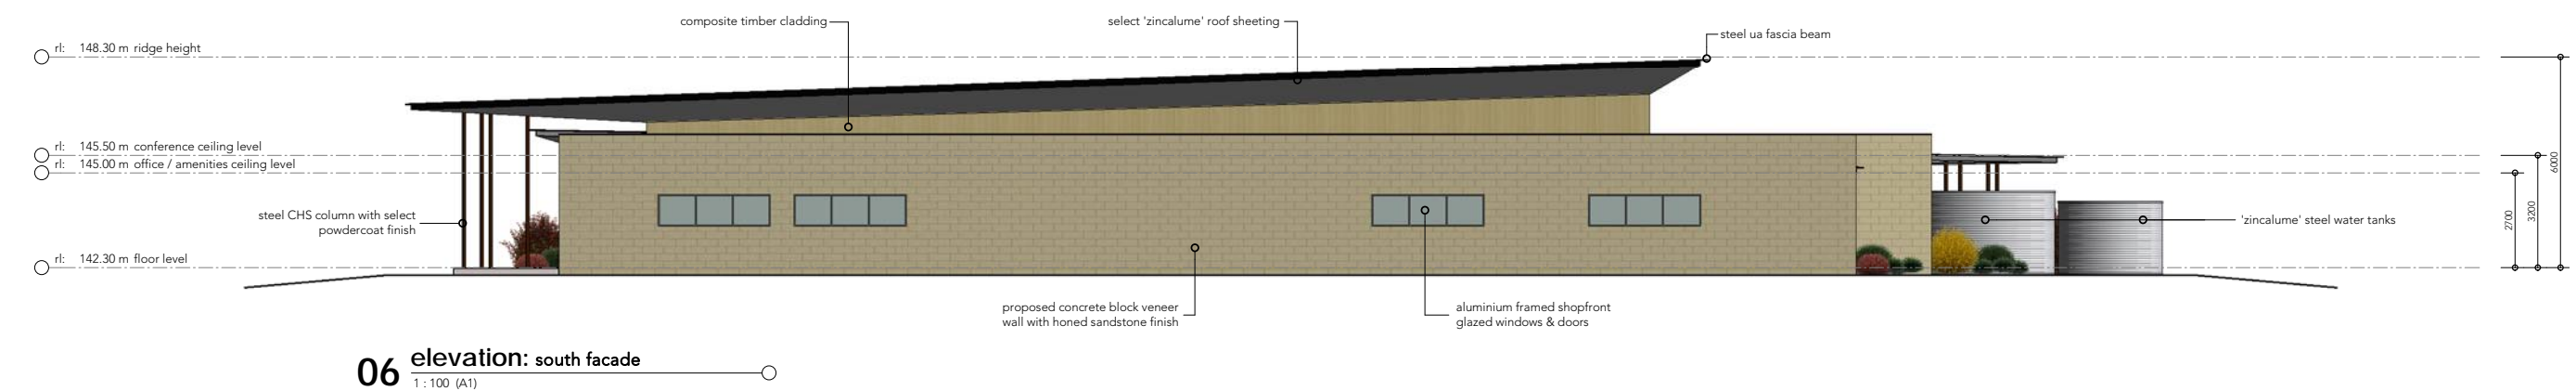 composite timber cladding
select 'zincalume' roof sheeting
steel ua fascia beam
rl: 148.30 m ridge height
rl: 145.50 m conference ceiling level
rl: 145.00 m office / amenities ceiling level
steel CHS column with select
powdercoat finish
rl: 142.30 m floor level
'zincalume' steel water tanks
2700
3200
6000
proposed concrete block veneer
wall with honed sandstone finish
aluminium framed shopfront
glazed windows & doors
06 elevation: south facade
1 : 100 (A1)